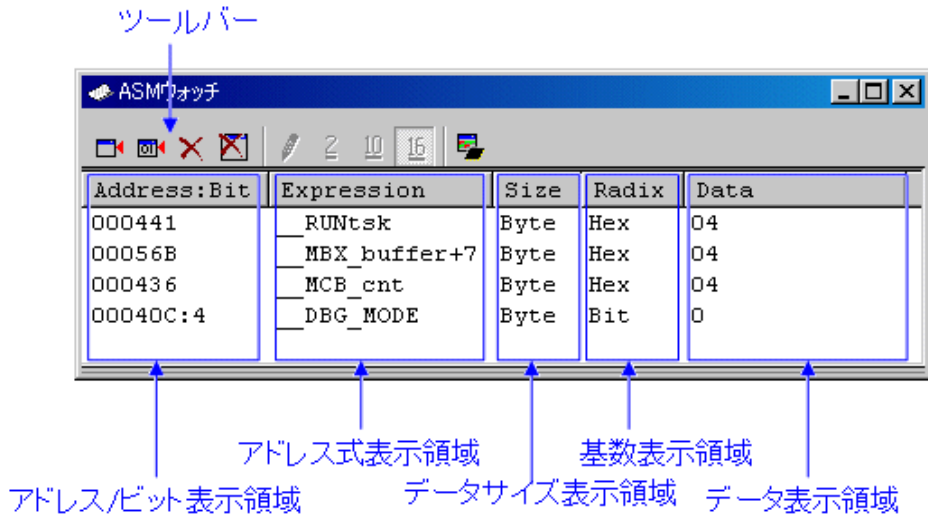 ツールバー
ASMウォッチ
2 10 16
Address:Bit Expression Size Radix Data
000441 __RUNtsk Byte Hex 04
00056B __MBX_buffer+7 Byte Hex 04
000436 __MCB_cnt Byte Hex 04
00040C:4 __DBG_MODE Byte Bit 0
アドレス式表示領域 基数表示領域
アドレス/ビット表示領域 データサイズ表示領域 データ表示領域